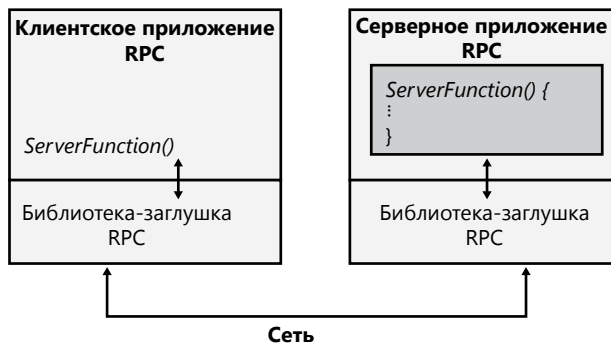 Клиентское приложение
RPC
ServerFunction()
Библиотека-заглушка
RPC
Серверное приложение
RPC
ServerFunction() {
⋮
}
Библиотека-заглушка
RPC
Сеть